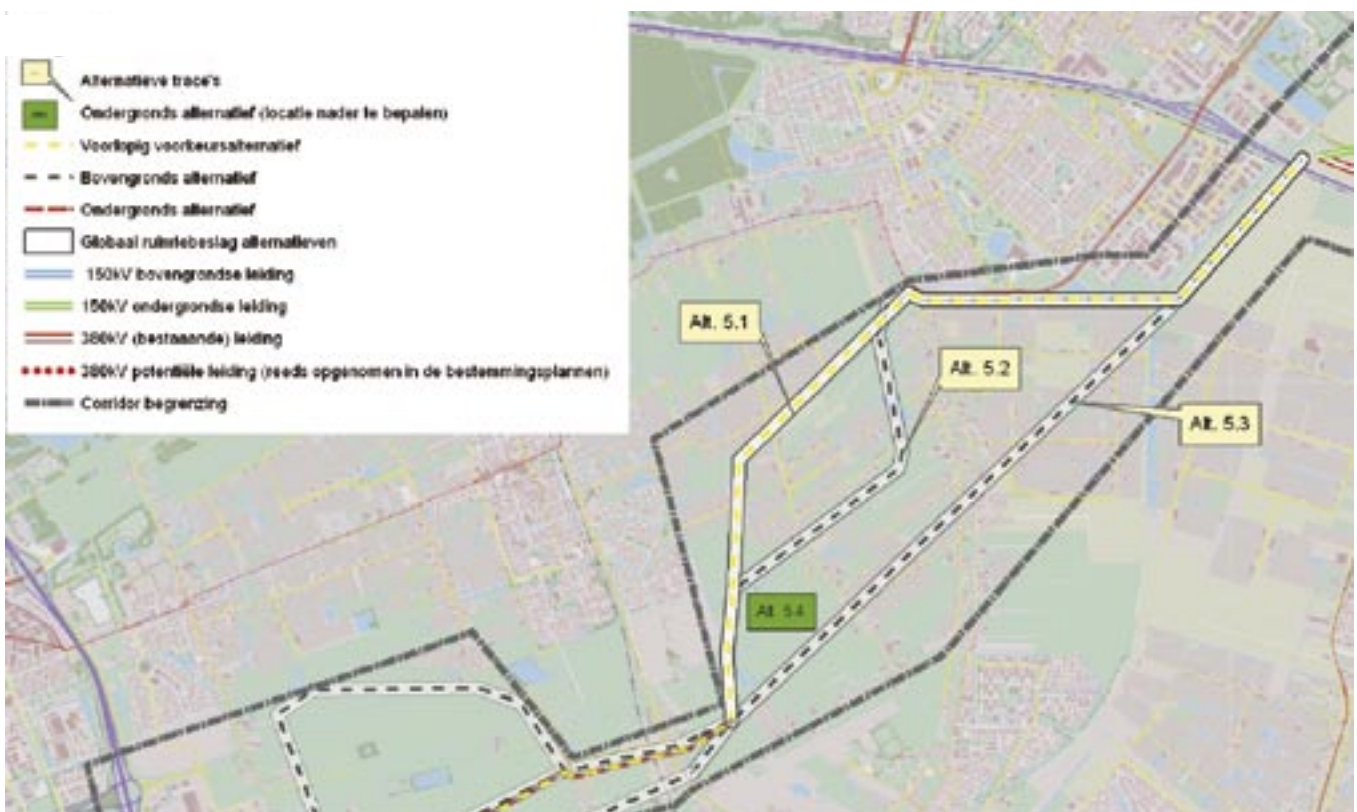 Alternatieve trace's
Ondergronds alternatief (locatie nader te bepalen)
Voorlopig voorkeursalternatief
Bovengronds alternatief
Ondergronds alternatief
Globaal ruimtebeslag alternatieven
150kV bovengrondse leiding
150kV ondergrondse leiding
380kV (bestaande) leiding
380kV potentiële leiding (reeds opgenomen in de bestemmingsplannen)
Corridor begrenzing
Alt. 5.1
Alt. 5.2
Alt. 5.3
Alt. 5.4